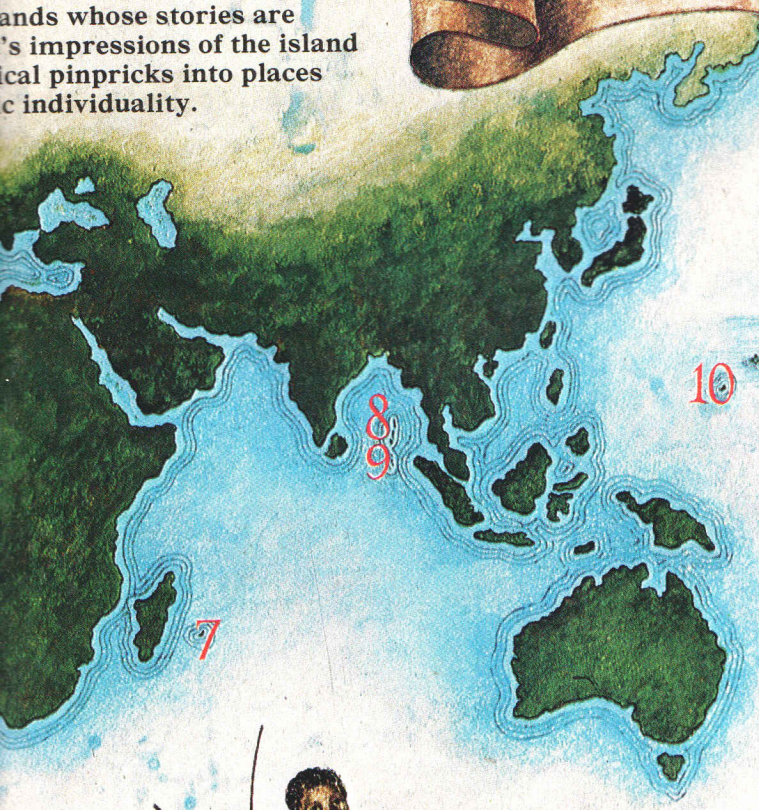 ands whose stories are
's impressions of the island
ical pinpricks into places
c individuality.
10
8
9
7